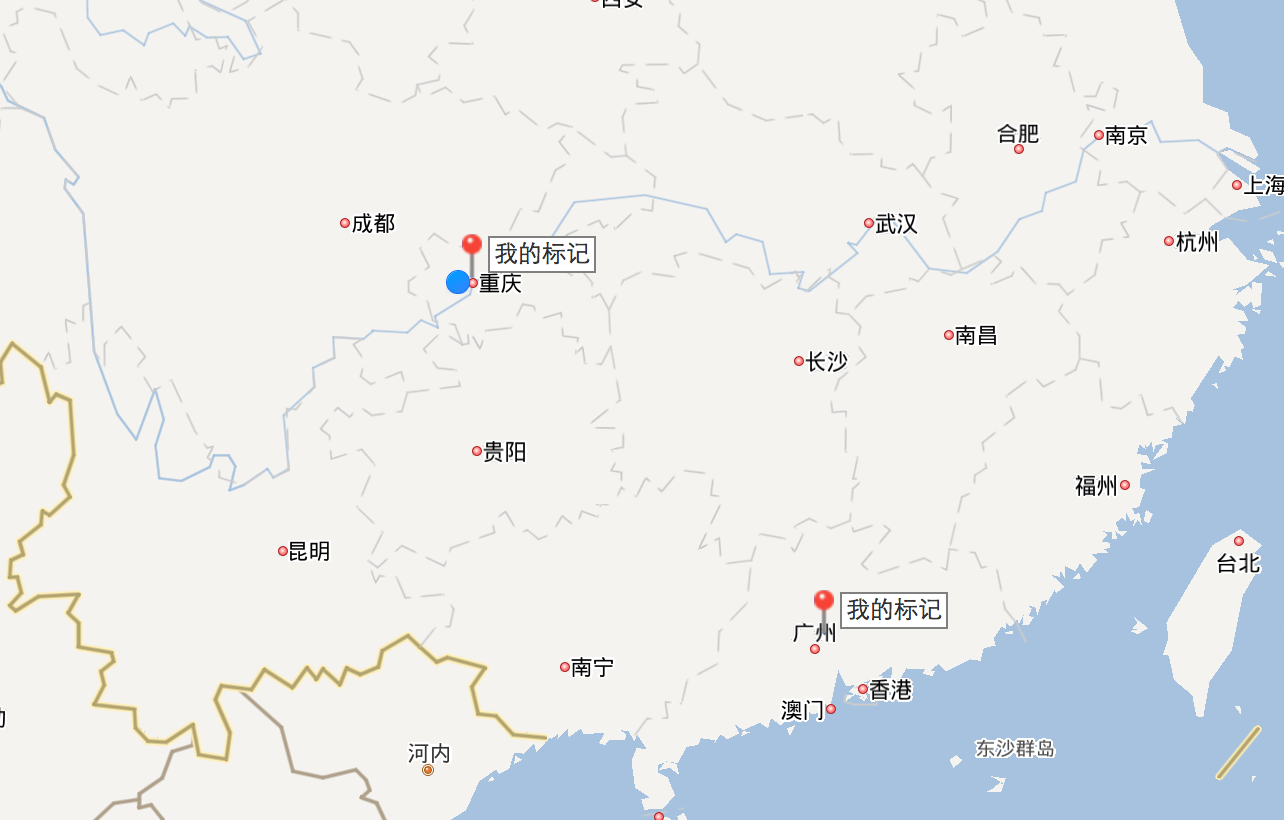 西安
合肥
南京
上海
成都
武汉
杭州
我的标记
重庆
南昌
长沙
贵阳
福州
昆明
台北
我的标记
广州
南宁
香港
澳门
东沙群岛
河内